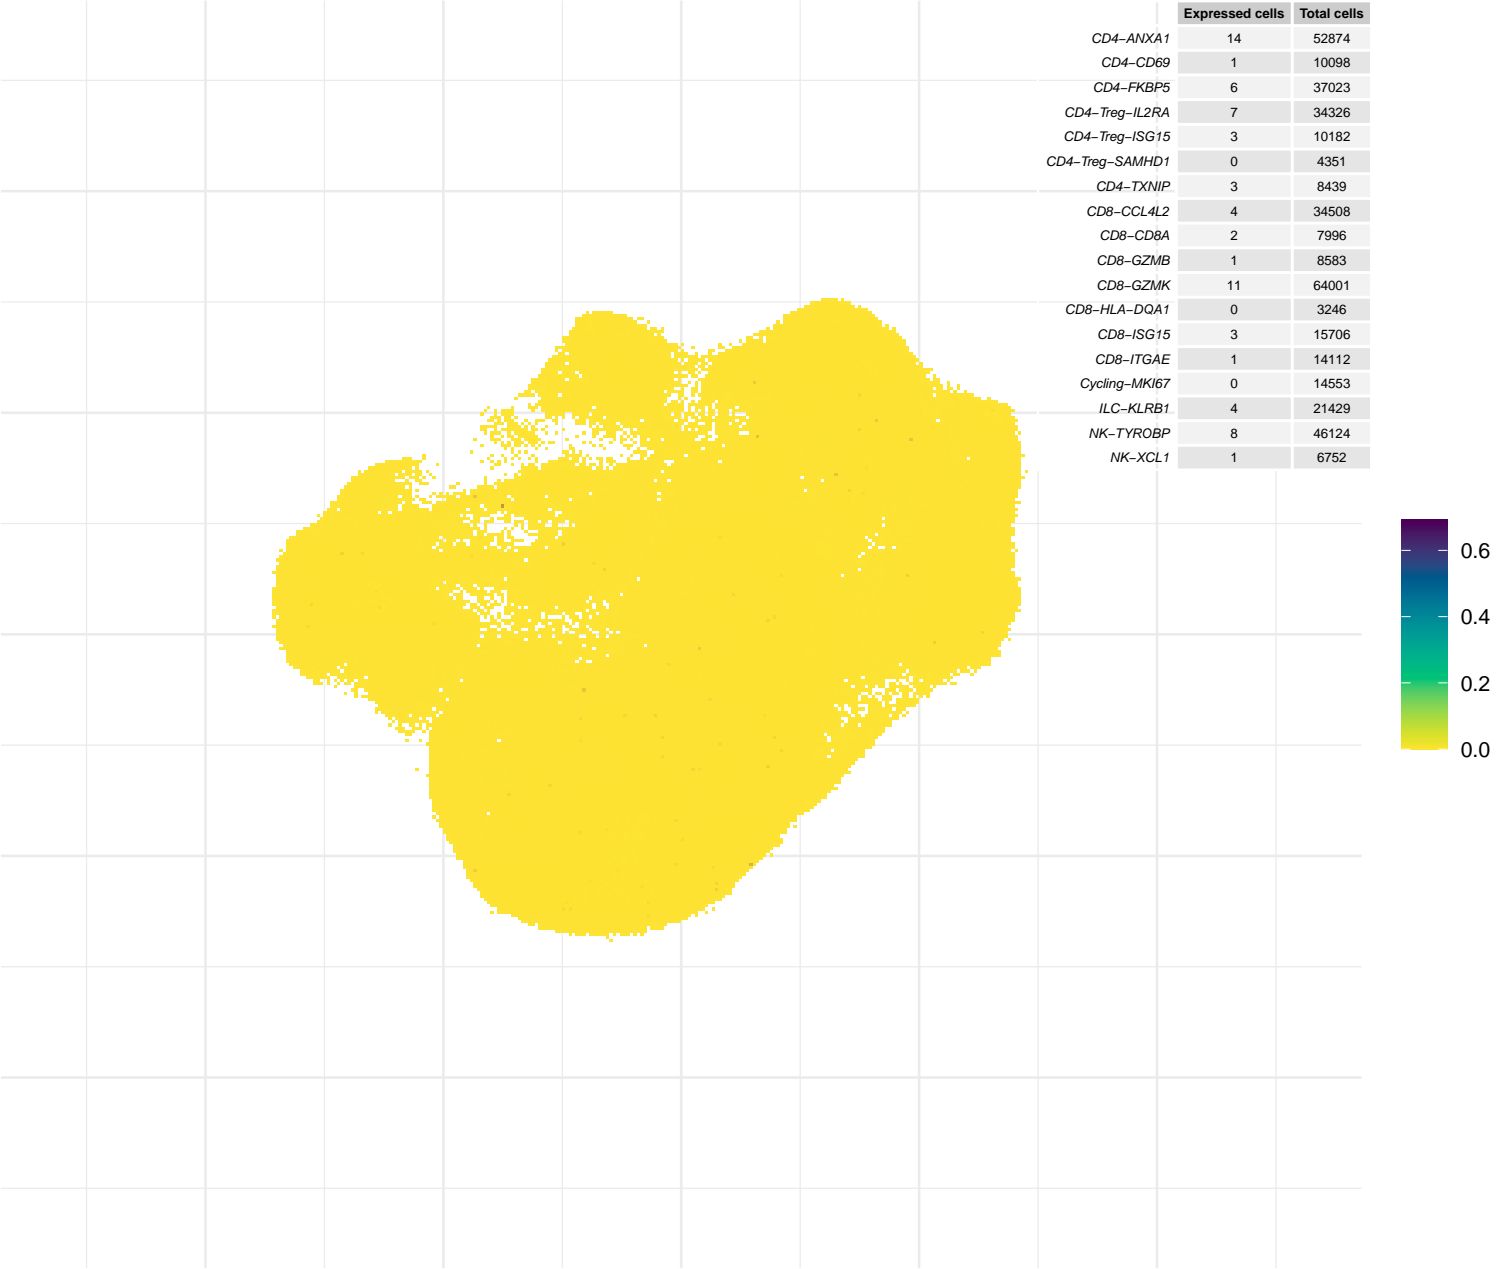 Expressed cells Total cells
CD4−ANXA1 14 52874
CD4−CD69 1 10098
CD4−FKBP5 6 37023
CD4−Treg−IL2RA 7 34326
CD4−Treg−ISG15 3 10182
CD4−Treg−SAMHD1 0 4351
CD4−TXNIP 3 8439
CD8−CCL4L2 4 34508
CD8−CD8A 2 7996
CD8−GZMB 1 8583
CD8−GZMK 11 64001
CD8−HLA−DQA1 0 3246
CD8−ISG15 3 15706
CD8−ITGAE 1 14112
Cycling−MKI67 0 14553
ILC−KLRB1 4 21429
NK−TYROBP 8 46124
NK−XCL1 1 6752
0.6
0.4
0.2
0.0